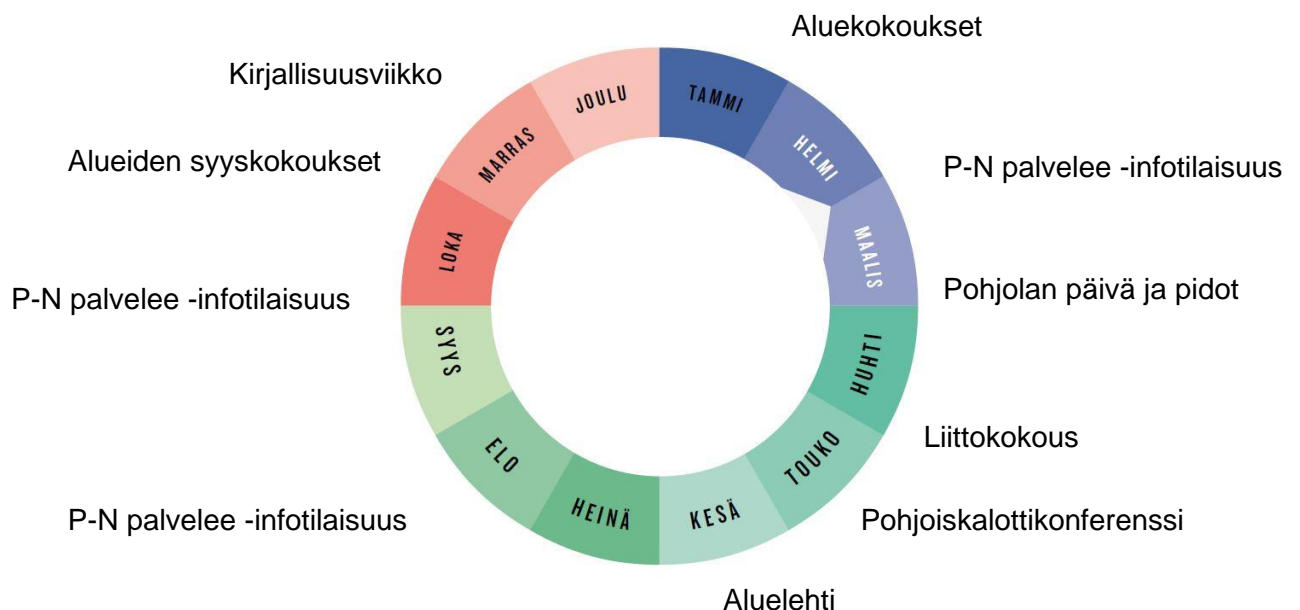 Aluekokoukset
Kirjallisuusviikko
JOULU
TAMMI
MARRAS
HELMI
Alueiden syyskokoukset
P-N palvelee -infotilaisuus
LOKA
MAALIS
P-N palvelee -infotilaisuus
Pohjolan päivä ja pidot
SYYS
HUHTI
Liittokokous
ELO
TOUKO
HEINÄ
KESÄ
P-N palvelee -infotilaisuus
Pohjoiskalottikonferenssi
Aluelehti